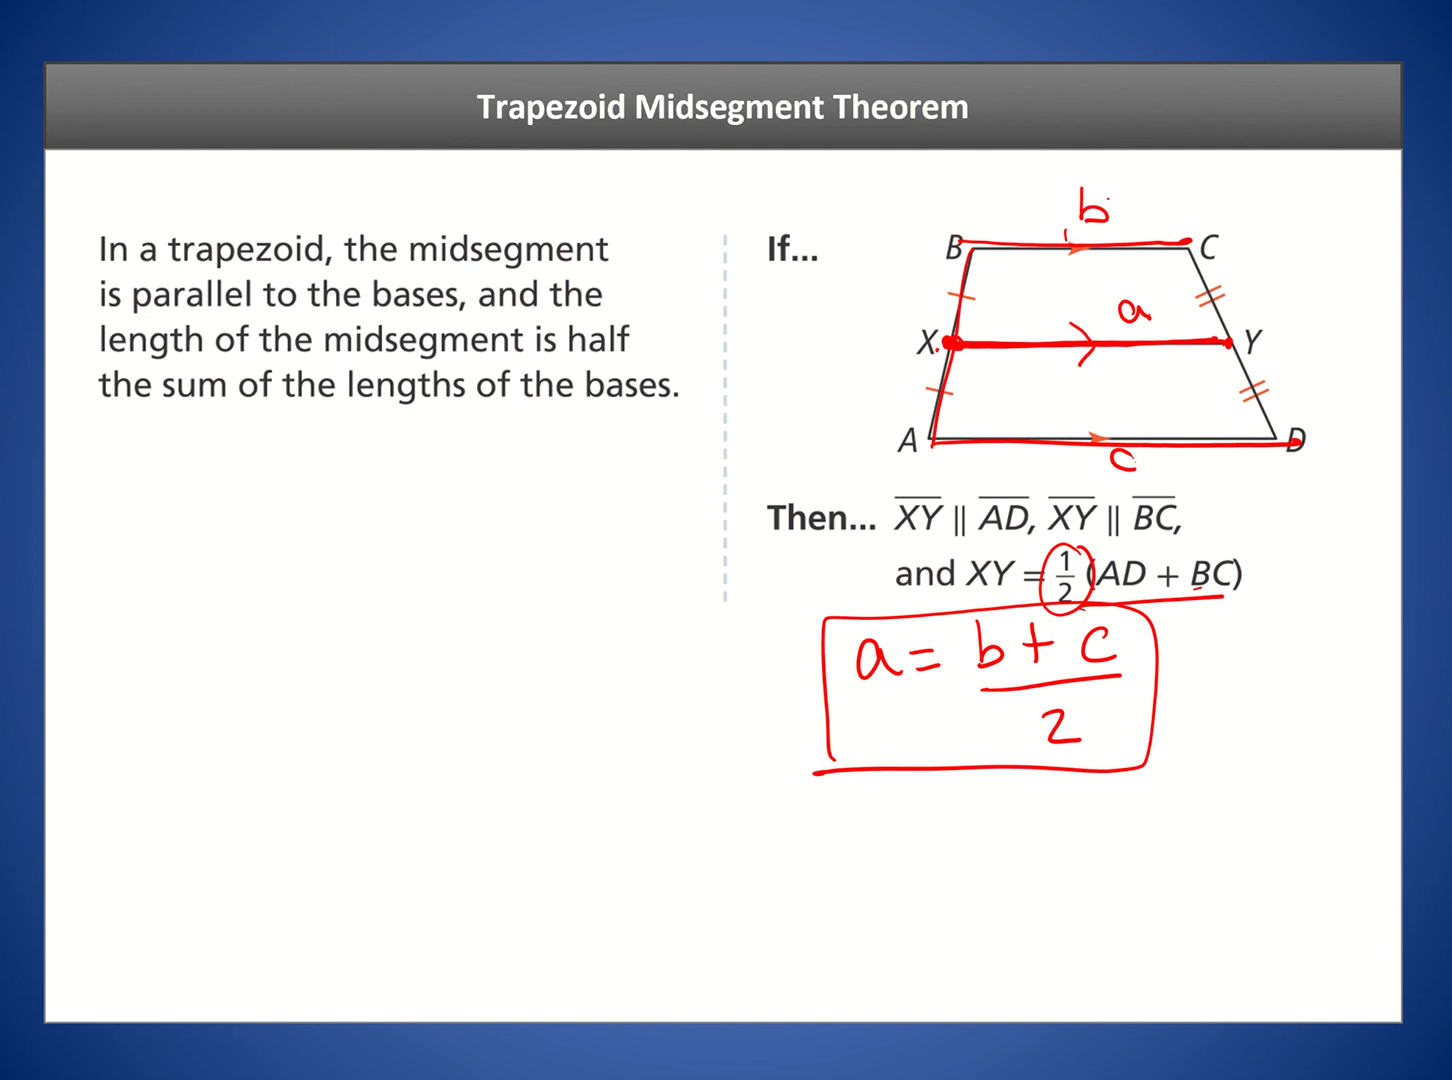 Trapezoid Midsegment Theorem
In a trapezoid, the midsegment
is parallel to the bases, and the
length of the midsegment is half
the sum of the lengths of the bases.
If...
b
B C
a
X Y
A D
c
Then... XY || AD, XY || BC,
and XY = 1/2 (AD + BC)
a = b + c
2